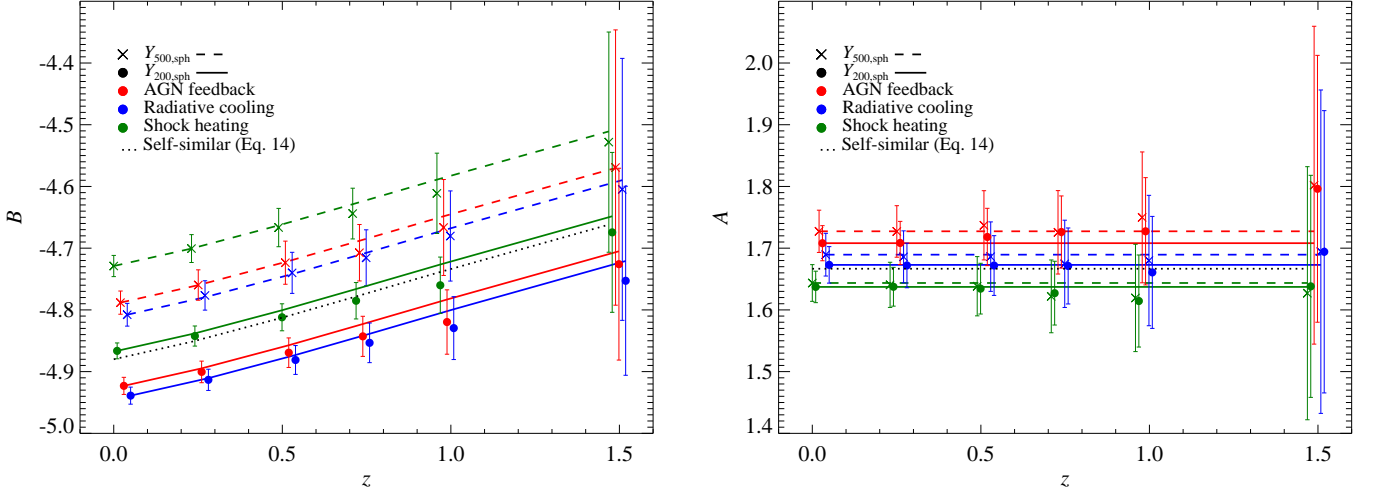 -4.4
-4.5
-4.6
-4.7
-4.8
-4.9
-5.0
B
Y500,sph
Y200,sph
AGN feedback
Radiative cooling
Shock heating
Self-similar (Eq. 14)
0.0 0.5 1.0 1.5
z
2.0
1.9
1.8
1.7
1.6
1.5
1.4
A
Y500,sph
Y200,sph
AGN feedback
Radiative cooling
Shock heating
Self-similar (Eq. 14)
0.0 0.5 1.0 1.5
z